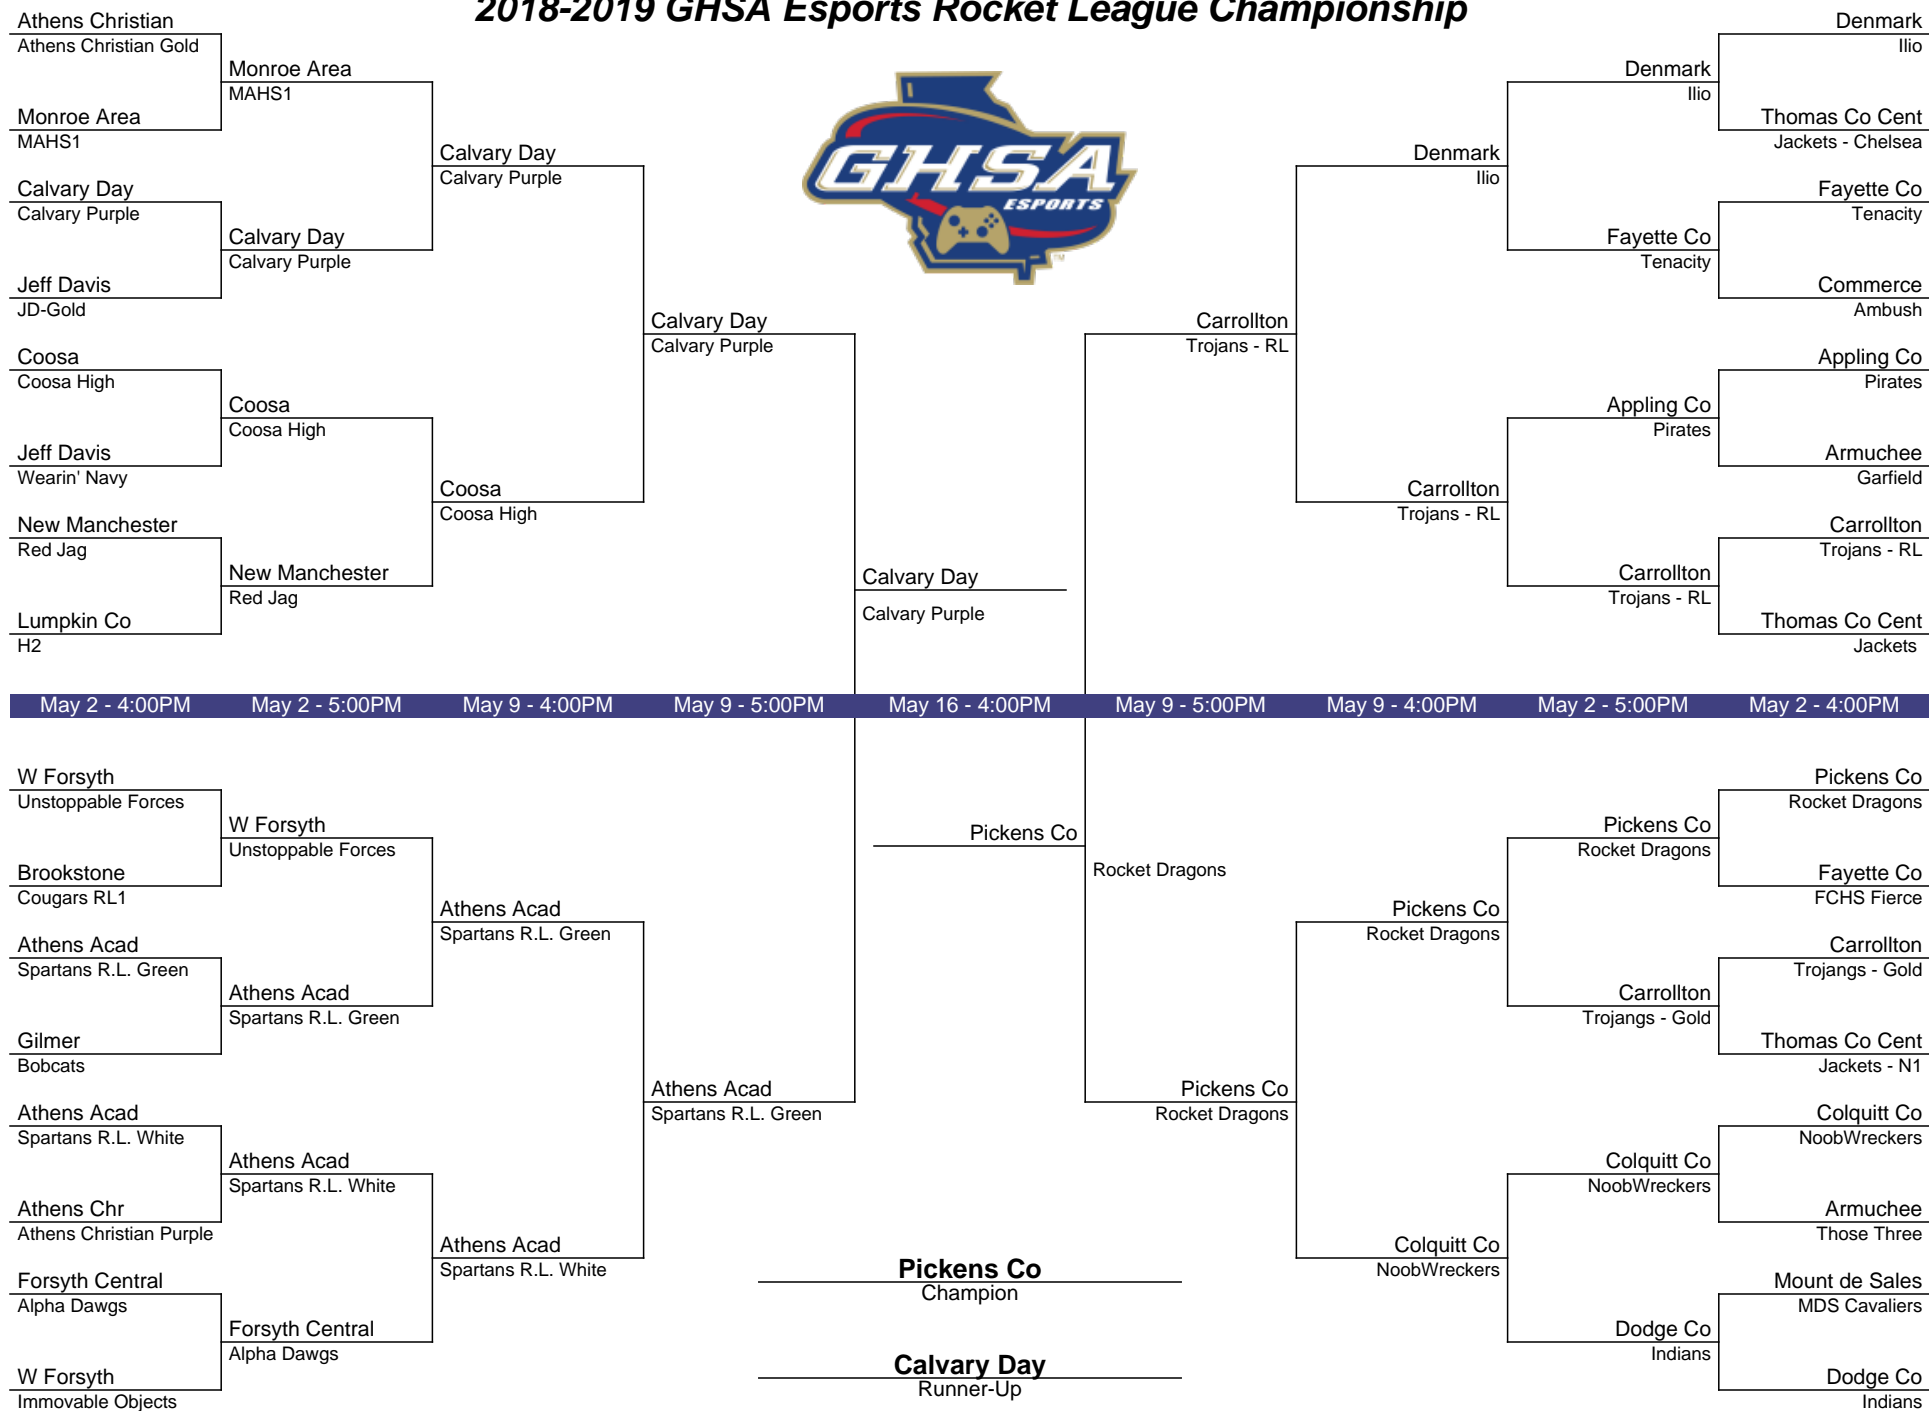 2018-2019 GHSA Esports Rocket League Championship
Athens Christian
Athens Christian Gold
Monroe Area
MAHS1
Calvary Day
Calvary Purple
Jeff Davis
JD-Gold
Coosa
Coosa High
Jeff Davis
Wearin' Navy
New Manchester
Red Jag
Lumpkin Co
H2
Monroe Area
MAHS1
Calvary Day
Calvary Purple
Coosa
Coosa High
New Manchester
Red Jag
Calvary Day
Calvary Purple
Coosa
Coosa High
Calvary Day
Calvary Purple
GHSA
ESPORTS
TM
Calvary Day
Calvary Purple
Carrollton
Trojans - RL
Denmark
Ilio
Carrollton
Trojans - RL
Denmark
Ilio
Fayette Co
Tenacity
Appling Co
Pirates
Carrollton
Trojans - RL
Denmark
Ilio
Thomas Co Cent
Jackets - Chelsea
Fayette Co
Tenacity
Commerce
Ambush
Appling Co
Pirates
Armuchee
Garfield
Carrollton
Trojans - RL
Thomas Co Cent
Jackets
May 2 - 4:00PM May 2 - 5:00PM May 9 - 4:00PM May 9 - 5:00PM May 16 - 4:00PM May 9 - 5:00PM May 9 - 4:00PM May 2 - 5:00PM May 2 - 4:00PM
W Forsyth
Unstoppable Forces
Brookstone
Cougars RL1
Athens Acad
Spartans R.L. Green
Gilmer
Bobcats
Athens Acad
Spartans R.L. White
Athens Chr
Athens Christian Purple
Forsyth Central
Alpha Dawgs
W Forsyth
Immovable Objects
W Forsyth
Unstoppable Forces
Athens Acad
Spartans R.L. Green
Athens Acad
Spartans R.L. White
Forsyth Central
Alpha Dawgs
Athens Acad
Spartans R.L. Green
Athens Acad
Spartans R.L. White
Athens Acad
Spartans R.L. Green
Pickens Co
Rocket Dragons
Pickens Co
Champion
Calvary Day
Runner-Up
Pickens Co
Rocket Dragons
Pickens Co
Rocket Dragons
Colquitt Co
NoobWreckers
Pickens Co
Rocket Dragons
Carrollton
Trojangs - Gold
Colquitt Co
NoobWreckers
Dodge Co
Indians
Pickens Co
Rocket Dragons
Fayette Co
FCHS Fierce
Carrollton
Trojangs - Gold
Thomas Co Cent
Jackets - N1
Colquitt Co
NoobWreckers
Armuchee
Those Three
Mount de Sales
MDS Cavaliers
Dodge Co
Indians